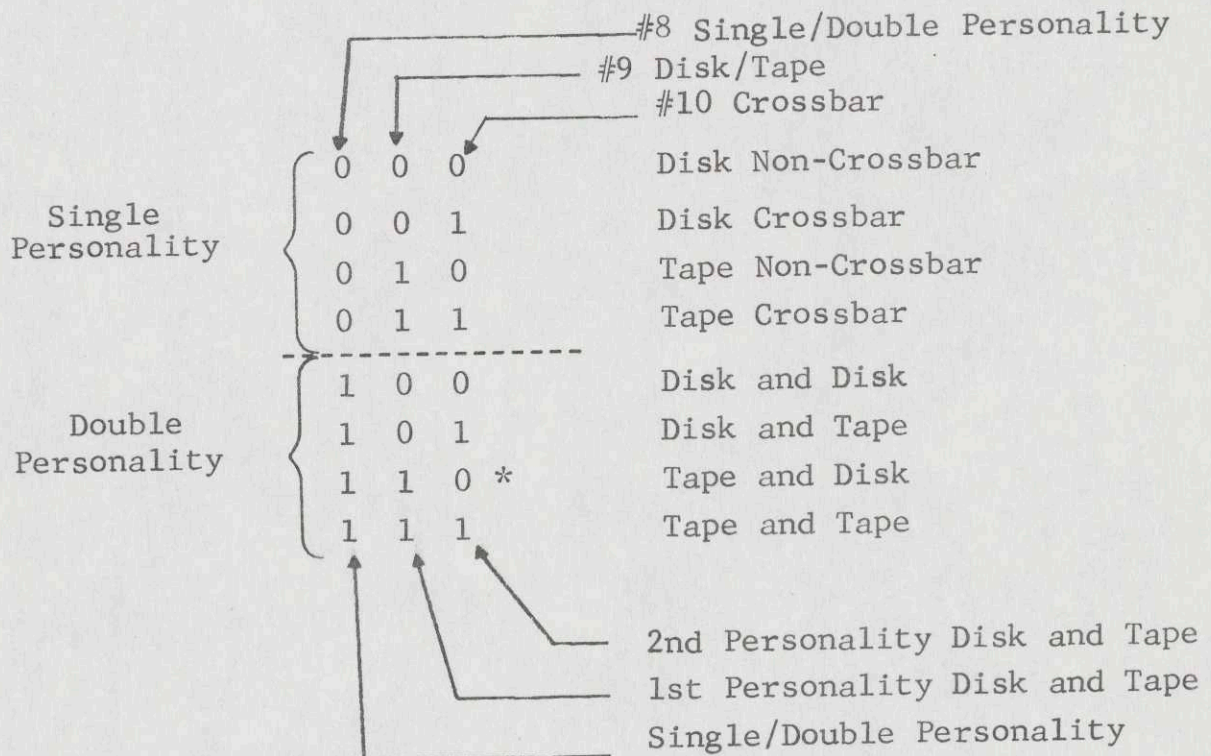 #8 Single/Double Personality
#9 Disk/Tape
#10 Crossbar
0 0 0 Disk Non-Crossbar
Single
Personality
0 0 1 Disk Crossbar
0 1 0 Tape Non-Crossbar
0 1 1 Tape Crossbar
1 0 0 Disk and Disk
Double
Personality
1 0 1 Disk and Tape
1 1 0 * Tape and Disk
1 1 1 Tape and Tape
2nd Personality Disk and Tape
1st Personality Disk and Tape
Single/Double Personality